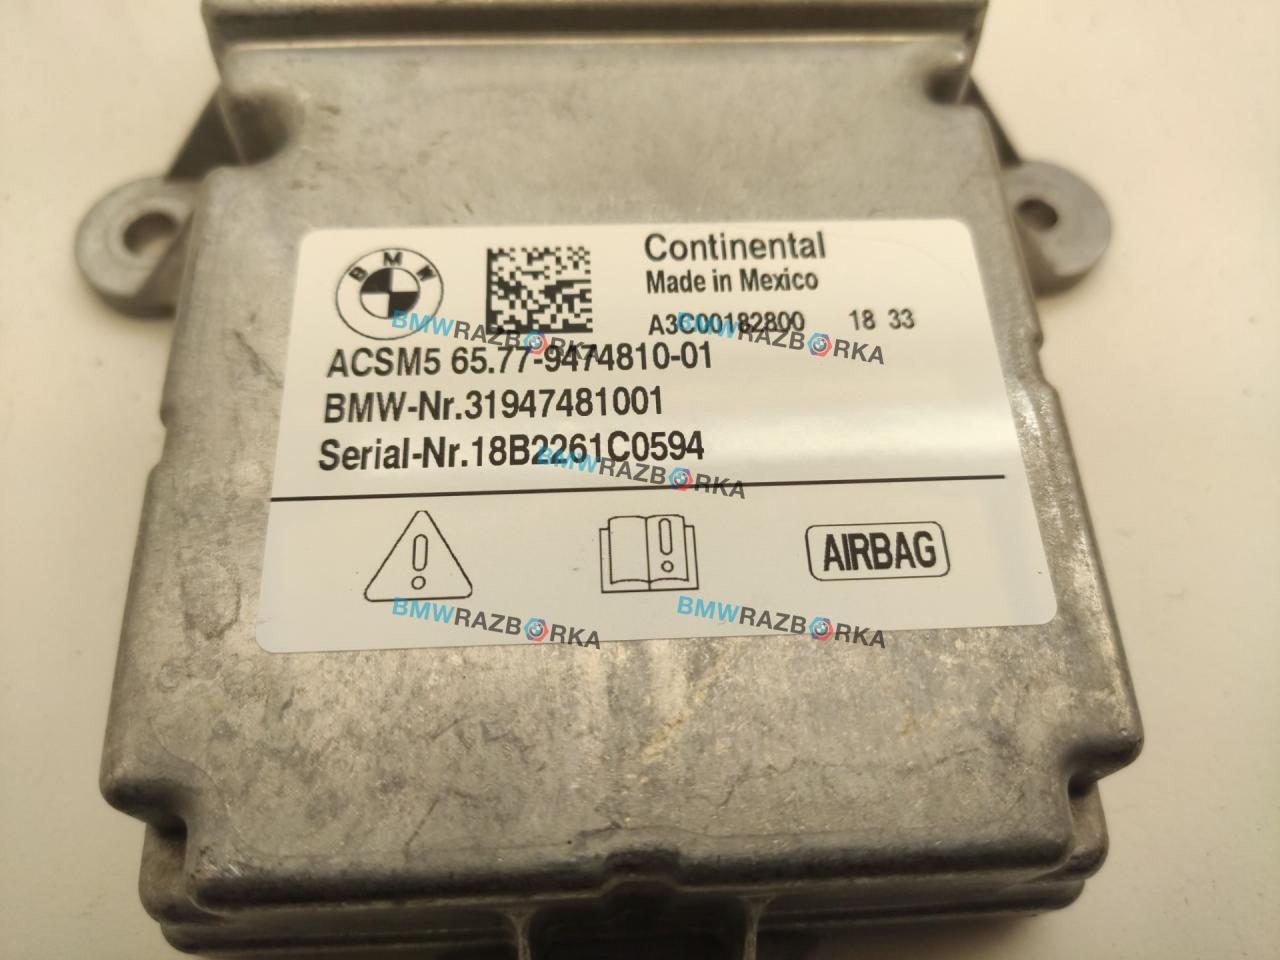 BMW
Continental
Made in Mexico
A3C00182800 18 33
BMWRAZBORKA
BMWRAZBORKA
ACSM5 65.77-9474810-01
BMW-Nr.31947481001
Serial-Nr.18B2261C0594
BMWRAZBORKA
AIRBAG
BMWRAZBORKA
BMWRAZBORKA